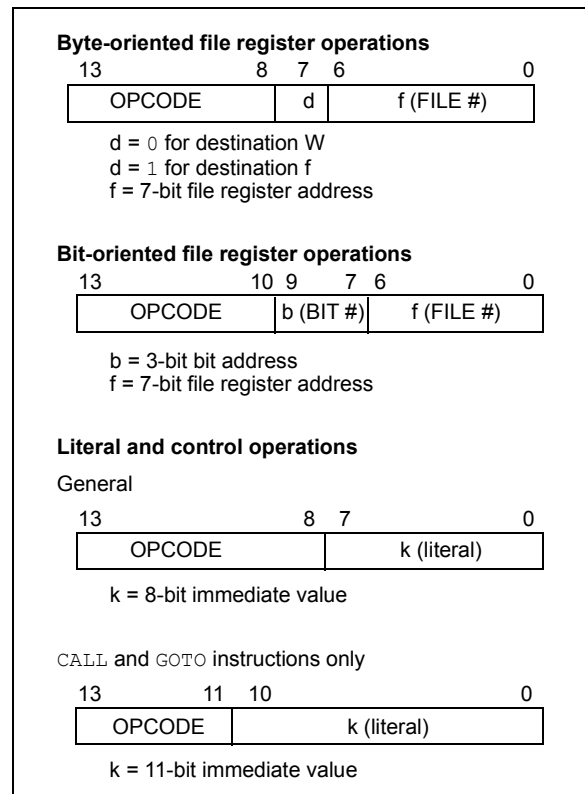 Byte-oriented file register operations
13 8 7 6 0
OPCODE d f (FILE #)
d = 0 for destination W
d = 1 for destination f
f = 7-bit file register address
Bit-oriented file register operations
13 10 9 7 6 0
OPCODE b (BIT #) f (FILE #)
b = 3-bit bit address
f = 7-bit file register address
Literal and control operations
General
13 8 7 0
OPCODE k (literal)
k = 8-bit immediate value
CALL and GOTO instructions only
13 11 10 0
OPCODE k (literal)
k = 11-bit immediate value